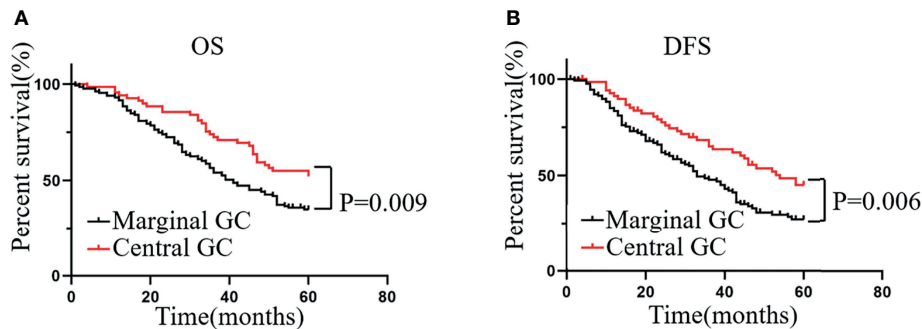 A
OS
Percent survival(%)
100
50
0
Marginal GC
Central GC
P=0.009
0 20 40 60 80
Time(months)
B
DFS
Percent survival(%)
100
50
0
Marginal GC
Central GC
P=0.006
0 20 40 60 80
Time(months)